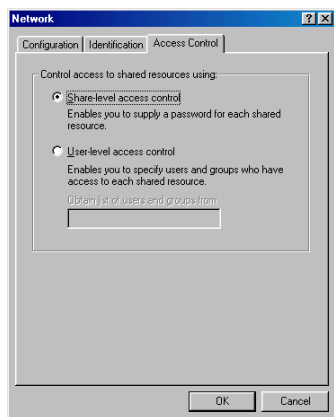 Network
Configuration Identification Access Control
Control access to shared resources using:
Share-level access control
Enables you to supply a password for each shared
resource.
User-level access control
Enables you to specify users and groups who have
access to each shared resource.
Obtain list of users and groups from:
OK Cancel